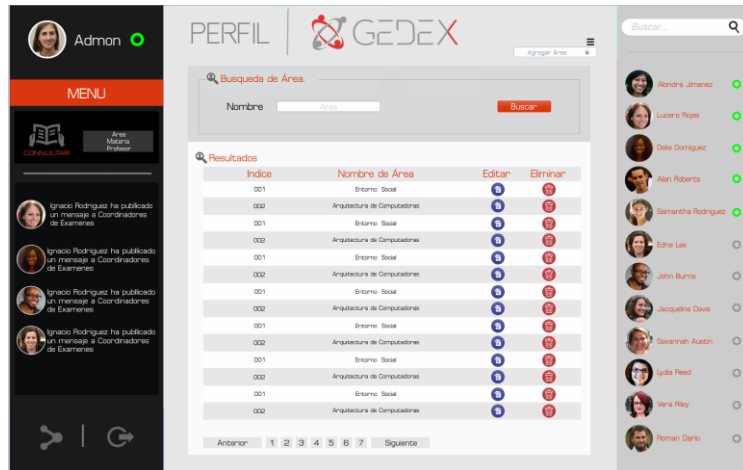 Admon
MENU
CONSULTAR
Área
Materia
Profesor
Ignacio Rodriguez ha publicado
un mensaje a Coordinadores
de Examenes
Ignacio Rodriguez ha publicado
un mensaje a Coordinadores
de Examenes
Ignacio Rodriguez ha publicado
un mensaje a Coordinadores
de Examenes
Ignacio Rodriguez ha publicado
un mensaje a Coordinadores
de Examenes
PERFIL
GEDEX
Agregar Área
Busqueda de Área.
Nombre Área Buscar
Resultados
Indice Nombre de Área Editar Eliminar
001 Entorno Social
002 Arquitectura de Computadoras
001 Entorno Social
002 Arquitectura de Computadoras
001 Entorno Social
002 Arquitectura de Computadoras
001 Entorno Social
002 Arquitectura de Computadoras
001 Entorno Social
002 Arquitectura de Computadoras
001 Entorno Social
002 Arquitectura de Computadoras
001 Entorno Social
002 Arquitectura de Computadoras
Anterior 1 2 3 4 5 6 7 Siguiente
Buscar...
Alondra Jimenez
Lucero Rojas
Delia Domiguez
Alan Roberts
Samantha Rodriguez
Edna Lee
John Burns
Jacqueline Davis
Savannah Austin
Lydia Reed
Vera Riley
Roman Dario